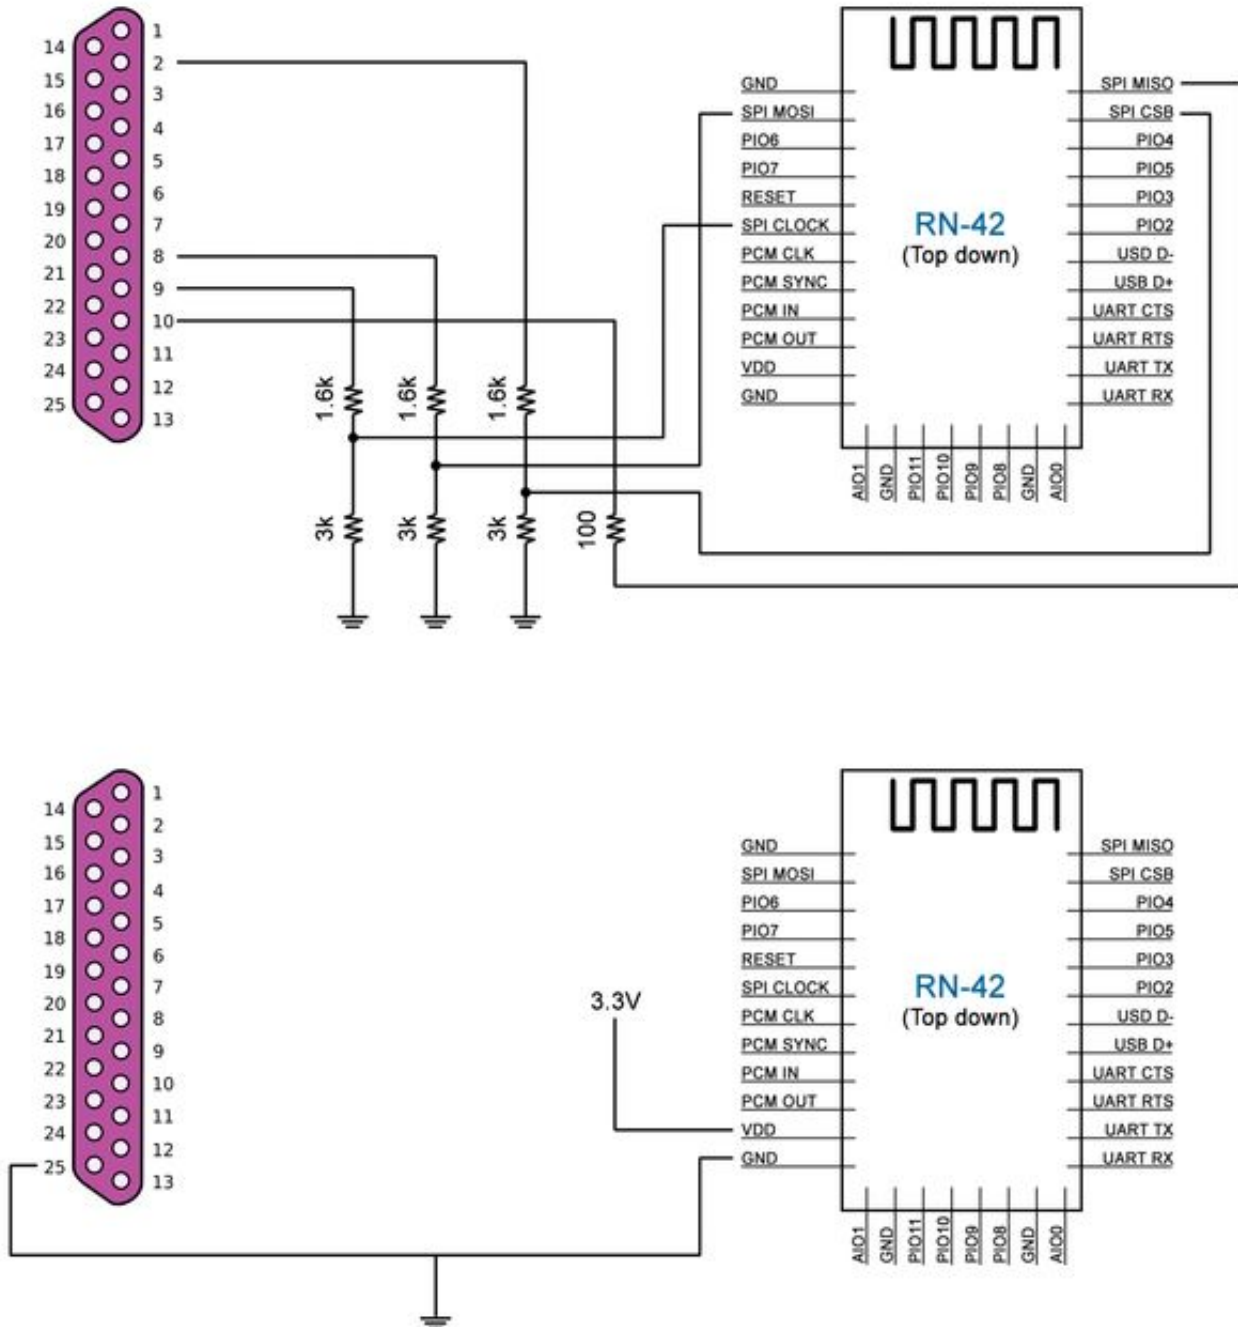 1
14
2
15
3
16
4
17
5
18
6
19
7
20
8
21
9
22
10
23
11
24
12
25
13
1.6k
1.6k
1.6k
3k
3k
3k
100
GND
SPI MOSI
PIO6
PIO7
RESET
SPI CLOCK
PCM CLK
PCM SYNC
PCM IN
PCM OUT
VDD
GND
RN-42
(Top down)
SPI MISO
SPI CSB
PIO4
PIO5
PIO3
PIO2
USD D-
USB D+
UART CTS
UART RTS
UART TX
UART RX
AIO1
GND
PIO11
PIO10
PIO9
PIO8
GND
AIO0
1
14
2
15
3
16
4
17
5
18
6
19
7
20
8
21
9
22
10
23
11
24
12
25
13
3.3V
GND
SPI MOSI
PIO6
PIO7
RESET
SPI CLOCK
PCM CLK
PCM SYNC
PCM IN
PCM OUT
VDD
GND
RN-42
(Top down)
SPI MISO
SPI CSB
PIO4
PIO5
PIO3
PIO2
USD D-
USB D+
UART CTS
UART RTS
UART TX
UART RX
AIO1
GND
PIO11
PIO10
PIO9
PIO8
GND
AIO0